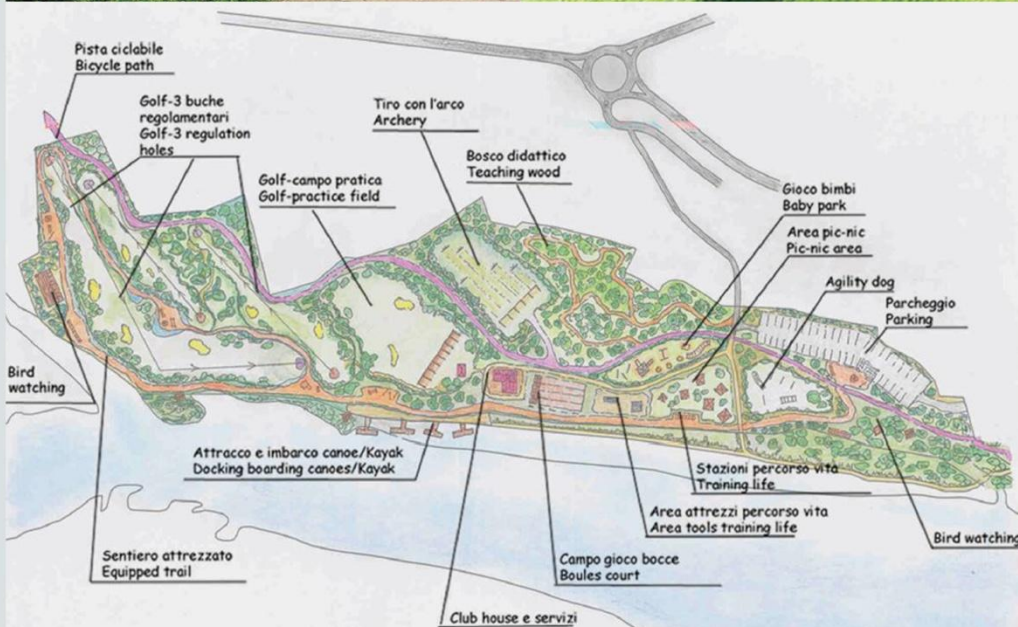 Pista ciclabile
Bicycle path
Golf-3 buche
regolamentari
Golf-3 regulation
holes
Tiro con l'arco
Archery
Golf-campo pratica
Golf-practice field
Bosco didattico
Teaching wood
Gioco bimbi
Baby park
Area pic-nic
Pic-nic area
Agility dog
Parcheggio
Parking
Bird
watching
Attracco e imbarco canoe/Kayak
Docking boarding canoes/Kayak
Stazioni percorso vita
Training life
Area attrezzi percorso vita
Area tools training life
Bird watching
Sentiero attrezzato
Equipped trail
Campo gioco bocce
Boules court
Club house e servizi